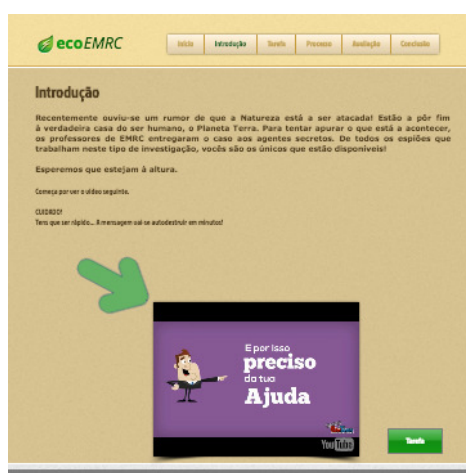 ecoEMRC
Início Introdução Tarefa Processo Avaliação Conclusão
Introdução
Recentemente ouviu-se um rumor de que a Natureza está a ser atacada! Estão a pôr fim
à verdadeira casa do ser humano, o Planeta Terra. Para tentar apurar o que está a acontecer,
os professores de EMRC entregaram o caso aos agentes secretos. De todos os espiões que
trabalham neste tipo de investigação, vocês são os únicos que estão disponíveis!
Esperemos que estejam à altura.
Começa por ver o vídeo seguinte.
CUIDADO!
Tens que ser rápido... A mensagem vai-se autodestruir em minutos!
E por isso
preciso
da tua
Ajuda
YouTube
Tarefa